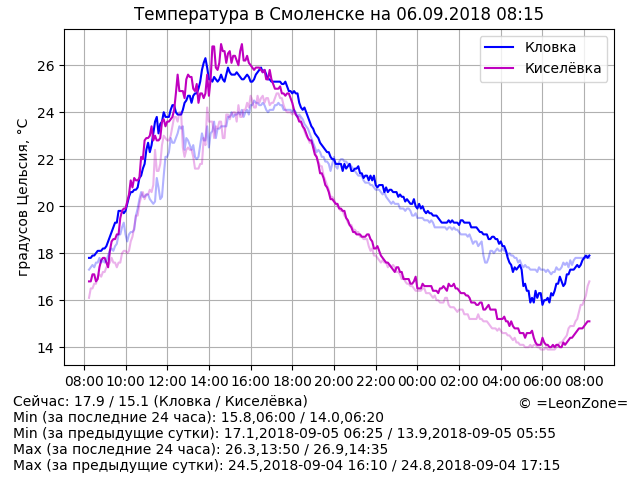 Температура в Смоленске на 06.09.2018 08:15
Кловка
Киселёвка
градусов Цельсия, °C
26
24
22
20
18
16
14
08:00 10:00 12:00 14:00 16:00 18:00 20:00 22:00 00:00 02:00 04:00 06:00 08:00
Сейчас: 17.9 / 15.1 (Кловка / Киселёвка)
© =LeonZone=
Min (за последние 24 часа): 15.8,06:00 / 14.0,06:20
Min (за предыдущие сутки): 17.1,2018-09-05 06:25 / 13.9,2018-09-05 05:55
Max (за последние 24 часа): 26.3,13:50 / 26.9,14:35
Max (за предыдущие сутки): 24.5,2018-09-04 16:10 / 24.8,2018-09-04 17:15